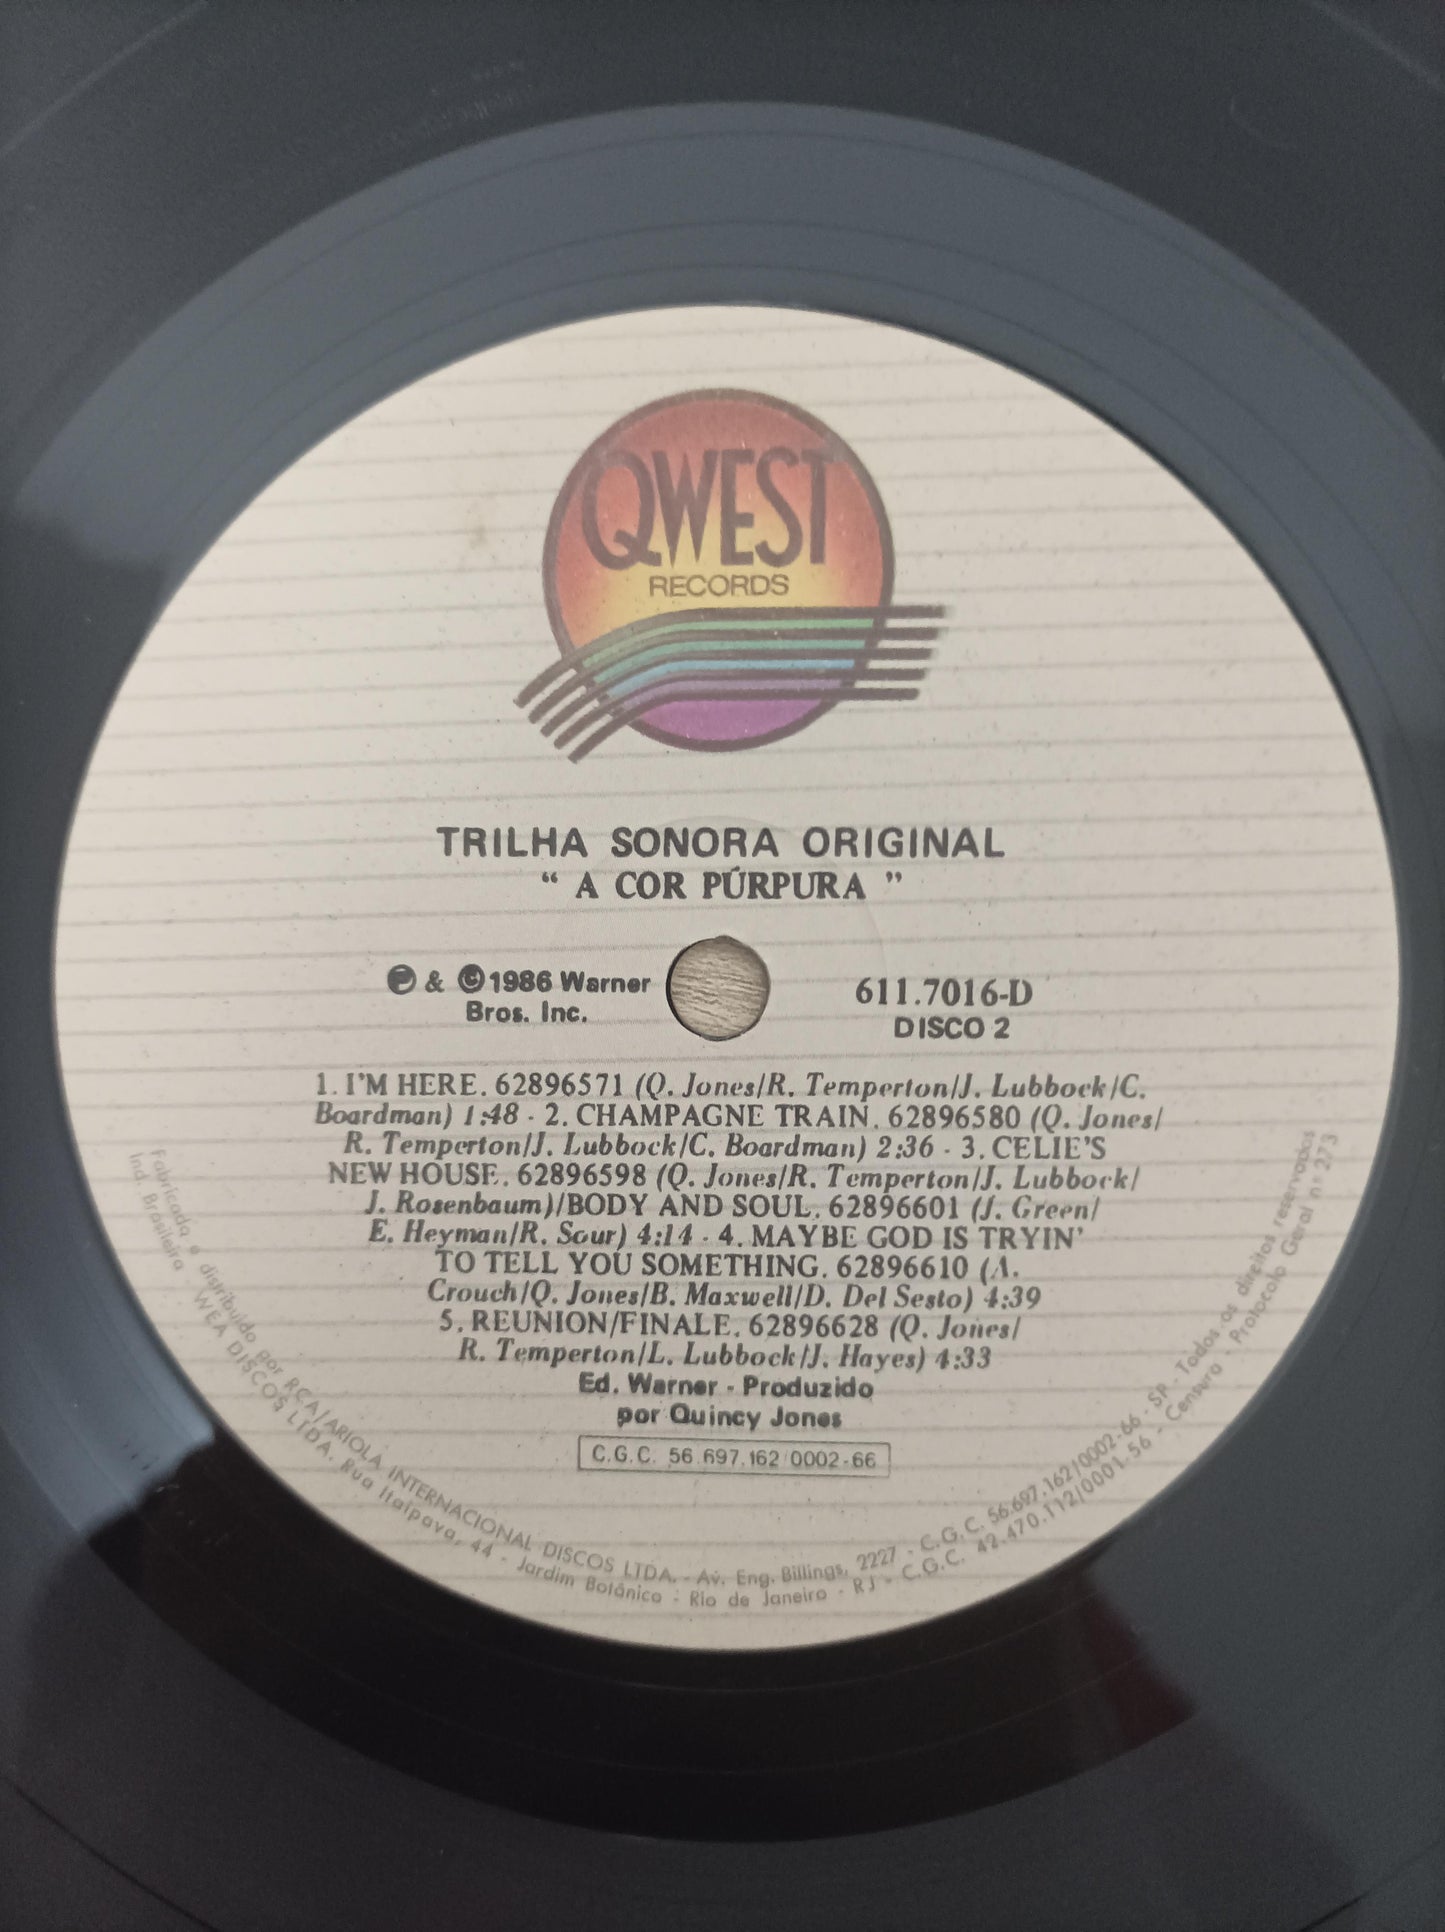 QWEST
RECORDS
TRILHA SONORA ORIGINAL
“ A COR PÚRPURA ”
℗ & ©1986 Warner
Bros. Inc.
611.7016-D
DISCO 2
1. I'M HERE. 62896571 (Q. Jones/R. Temperton/J. Lubbock/C.
Boardman) 1:48 - 2. CHAMPAGNE TRAIN. 62896580 (Q. Jones/
R. Temperton/J. Lubbock/C. Boardman) 2:36 - 3. CELIE'S
NEW HOUSE. 62896598 (Q. Jones/R. Temperton/J. Lubbock/
J. Rosenbaum)/BODY AND SOUL. 62896601 (J. Green/
E. Heyman/R. Sour) 4:14 - 4. MAYBE GOD IS TRYIN'
TO TELL YOU SOMETHING. 62896610 (A.
Crouch/Q. Jones/B. Maxwell/D. Del Sesto) 4:39
5. REUNION/FINALE. 62896628 (Q. Jones/
R. Temperton/L. Lubbock/J. Hayes) 4:33
Ed. Warner - Produzido
por Quincy Jones
C.G.C. 56.697.162/0002-66
Fabricado e distribuído por RCA/ARIOLA INTERNACIONAL DISCOS LTDA. - Av. Eng. Billings, 2227 - C.G.C. 56.697.162/0002-66 - SP - Todos os direitos reservados
Ind. Brasileira - WEA DISCOS LTDA. Rua Itaipava, 44 - Jardim Botânico - Rio de Janeiro - RJ - C.G.C. 42.470.112/0001-56 - Censura - Protocolo Geral nº 273